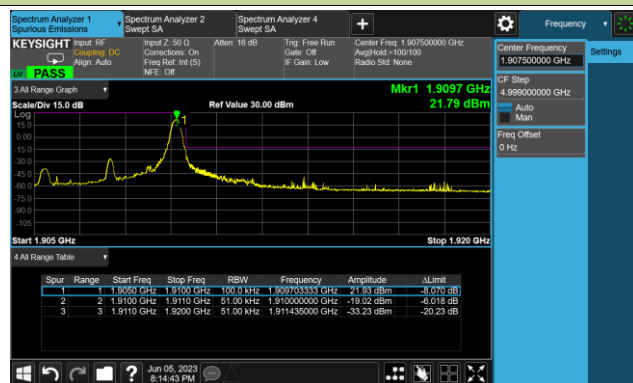 Spectrum Analyzer 1
Spurious Emissions
Spectrum Analyzer 2
Swept SA
Spectrum Analyzer 4
Swept SA
+
Frequency
KEYSIGHT
Input: RF
Coupling: DC
Align: Auto
Input Z: 50 Ω
Corrections: On
Freq Ref: Int (S)
NFE: Off
Atten: 16 dB
Trig: Free Run
Gate: Off
IF Gain: Low
Center Freq: 1.907500000 GHz
Avg|Hold:>100/100
Radio Std: None
PASS
Center Frequency
1.907500000 GHz
Settings
CF Step
4.999000000 GHz
Auto
Man
Freq Offset
0 Hz
3 All Range Graph
Mkr1 1.9097 GHz
21.79 dBm
Scale/Div 15.0 dB
Ref Value 30.00 dBm
Log
1
15.0
0.00
-15.0
-30.0
-45.0
-60.0
-75.0
-90.0
-105
Start 1.905 GHz
Stop 1.920 GHz
4 All Range Table
Spur Range Start Freq Stop Freq RBW Frequency Amplitude ΔLimit
1 1 1.9050 GHz 1.9100 GHz 100.0 kHz 1.909703333 GHz 21.93 dBm -8.070 dB
2 2 1.9100 GHz 1.9110 GHz 51.00 kHz 1.910000000 GHz -19.02 dBm -6.018 dB
3 3 1.9110 GHz 1.9200 GHz 51.00 kHz 1.911435000 GHz -33.23 dBm -20.23 dB
?
Jun 05, 2023
8:14:43 PM